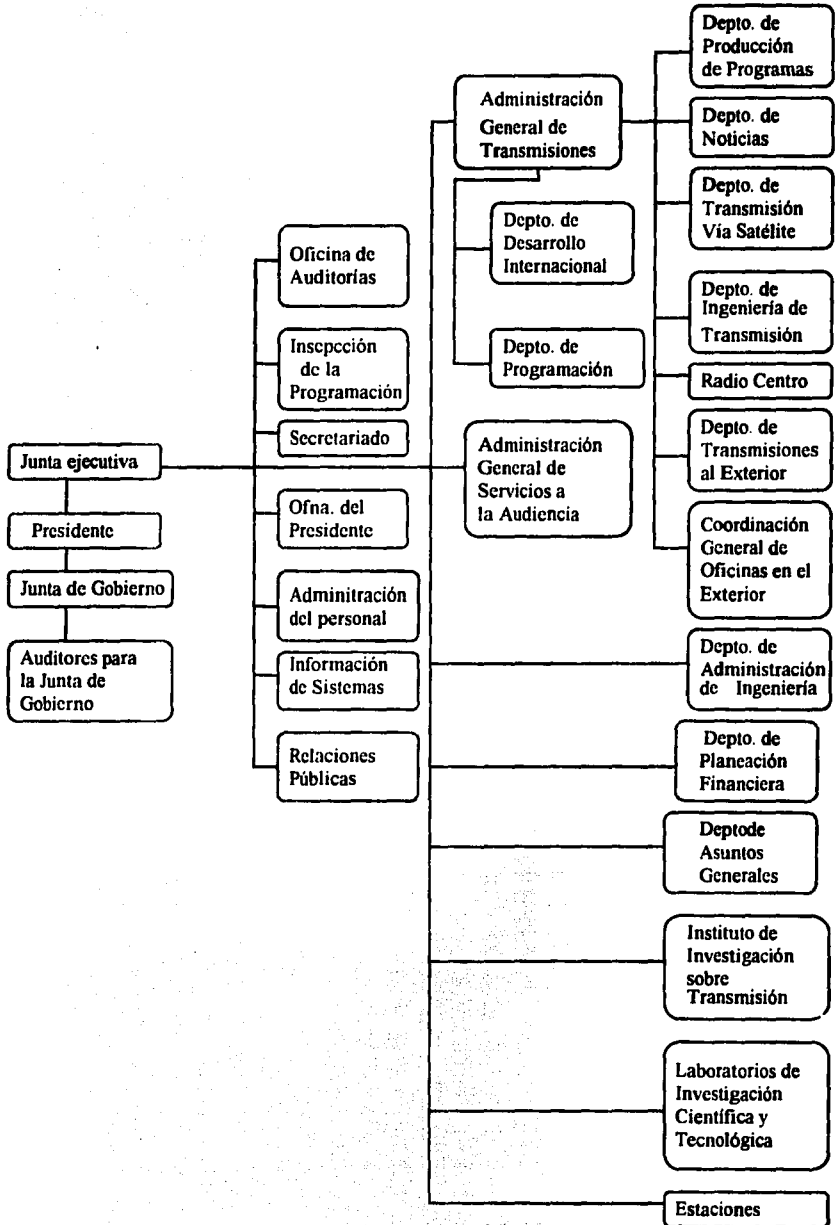 Junta ejecutiva
Presidente
Junta de Gobierno
Auditores para
la Junta de
Gobierno
Oficina de
Auditorías
Insepcción
de la
Programación
Secretariado
Ofna. del
Presidente
Adminitración
del personal
Información
de Sistemas
Relaciones
Públicas
Administración
General de
Transmisiones
Depto. de
Desarrollo
Internacional
Depto. de
Programación
Administración
General de
Servicios a
la Audiencia
Depto. de
Producción
de Programas
Depto. de
Noticias
Depto. de
Transmisión
Vía Satélite
Depto. de
Ingeniería de
Transmisión
Radio Centro
Depto. de
Transmisiones
al Exterior
Coordinación
General de
Oficinas en el
Exterior
Depto. de
Administración
de Ingeniería
Depto. de
Planeación
Financiera
Deptode
Asuntos
Generales
Instituto de
Investigación
sobre
Transmisión
Laboratorios de
Investigación
Científica y
Tecnológica
Estaciones